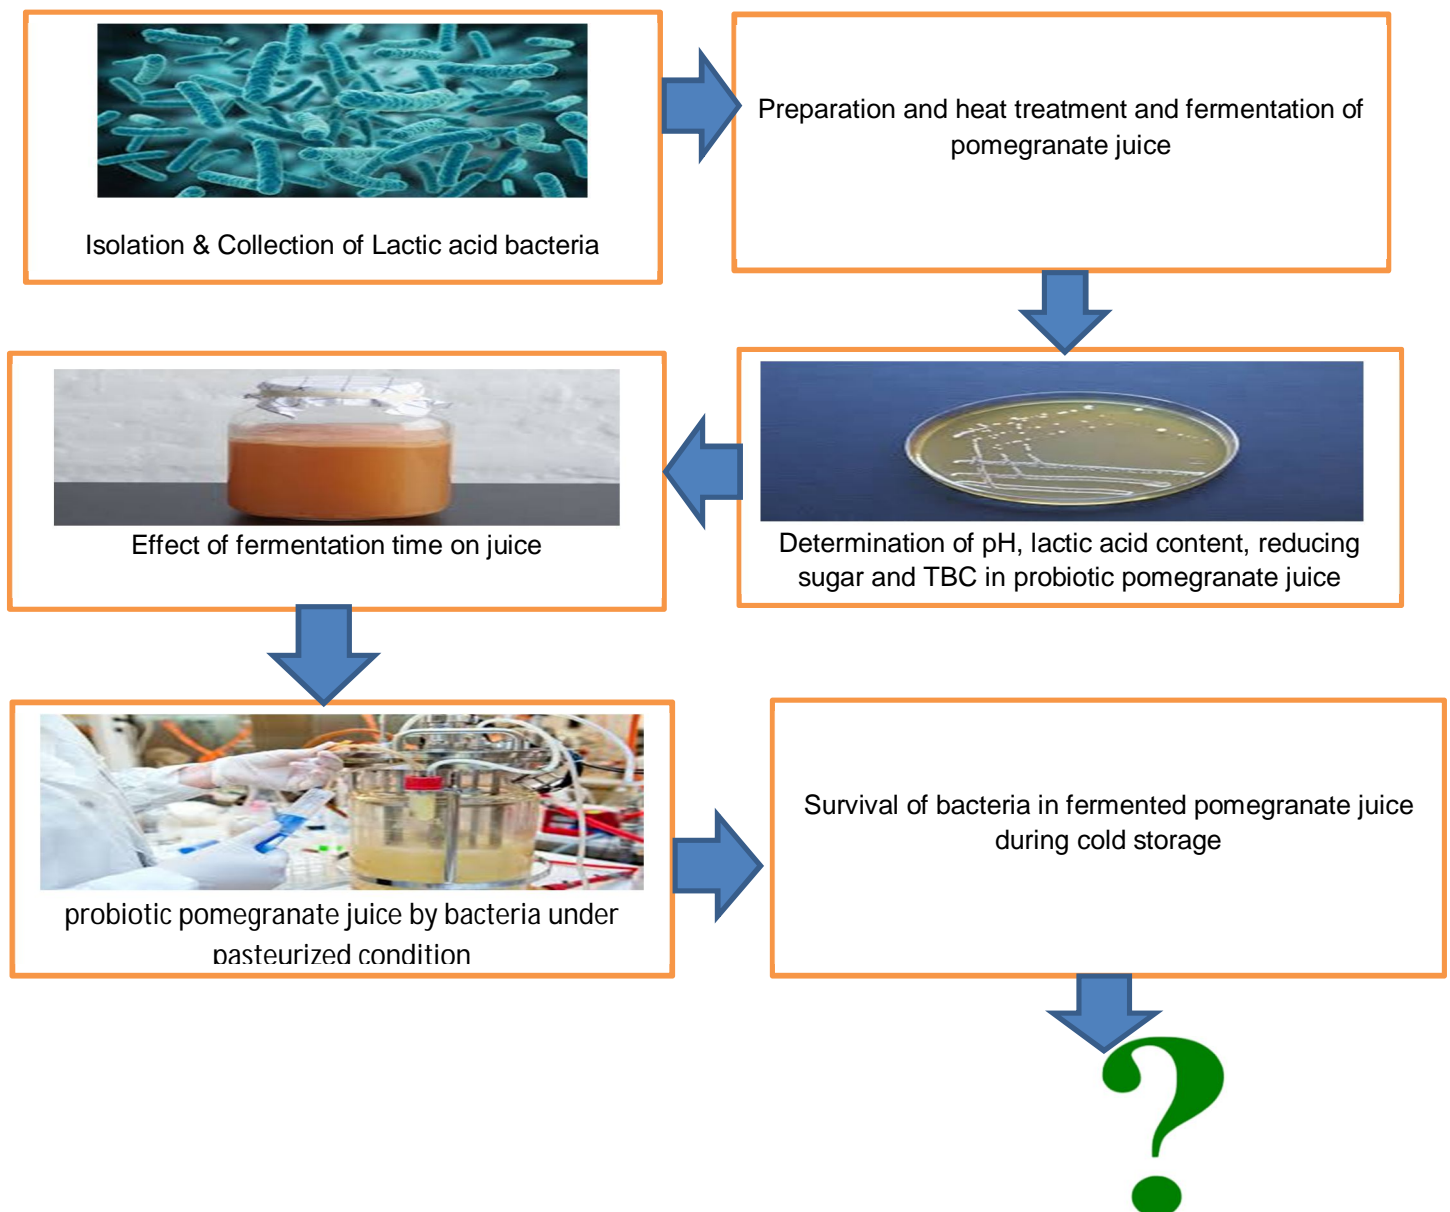 Isolation & Collection of Lactic acid bacteria
Preparation and heat treatment and fermentation of
pomegranate juice
Determination of pH, lactic acid content, reducing
sugar and TBC in probiotic pomegranate juice
Effect of fermentation time on juice
probiotic pomegranate juice by bacteria under
pasteurized condition
Survival of bacteria in fermented pomegranate juice
during cold storage
?